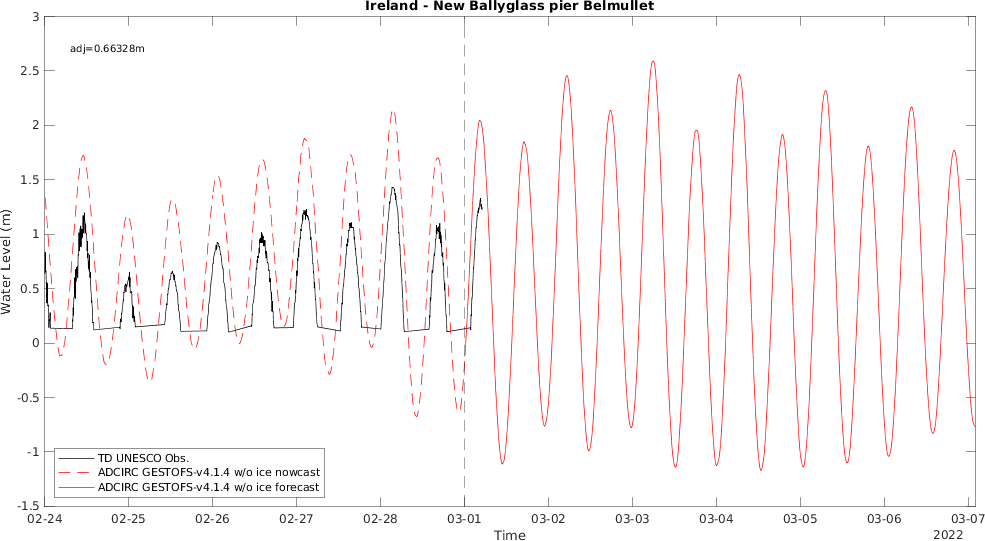 Ireland - New Ballyglass pier Belmullet
3
2.5
2
1.5
1
0.5
0
-0.5
-1
-1.5
Water Level (m)
adj=0.66328m
TD UNESCO Obs.
ADCIRC GESTOFS-v4.1.4 w/o ice nowcast
ADCIRC GESTOFS-v4.1.4 w/o ice forecast
02-24 02-25 02-26 02-27 02-28 03-01 03-02 03-03 03-04 03-05 03-06 03-07
Time
2022